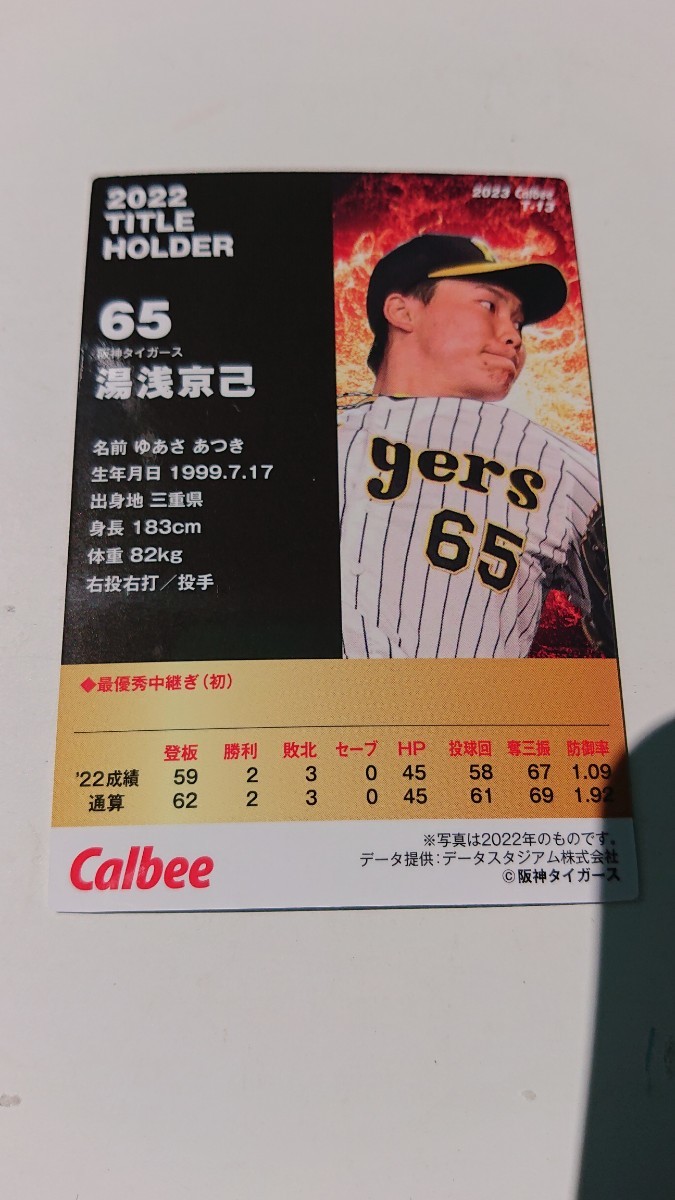 2022
TITLE
HOLDER
2023 Calbee
T-13
65
阪神タイガース
湯浅京己
名前 ゆあさ あつき
生年月日 1999.7.17
出身地 三重県
身長 183cm
体重 82kg
右投右打／投手
gers
65
◆最優秀中継ぎ(初)
登板 勝利 敗北 セーブ HP 投球回 奪三振 防御率
'22成績 59 2 3 0 45 58 67 1.09
通算 62 2 3 0 45 61 69 1.92
Calbee
※写真は2022年のものです。
データ提供:データスタジアム株式会社
©阪神タイガース